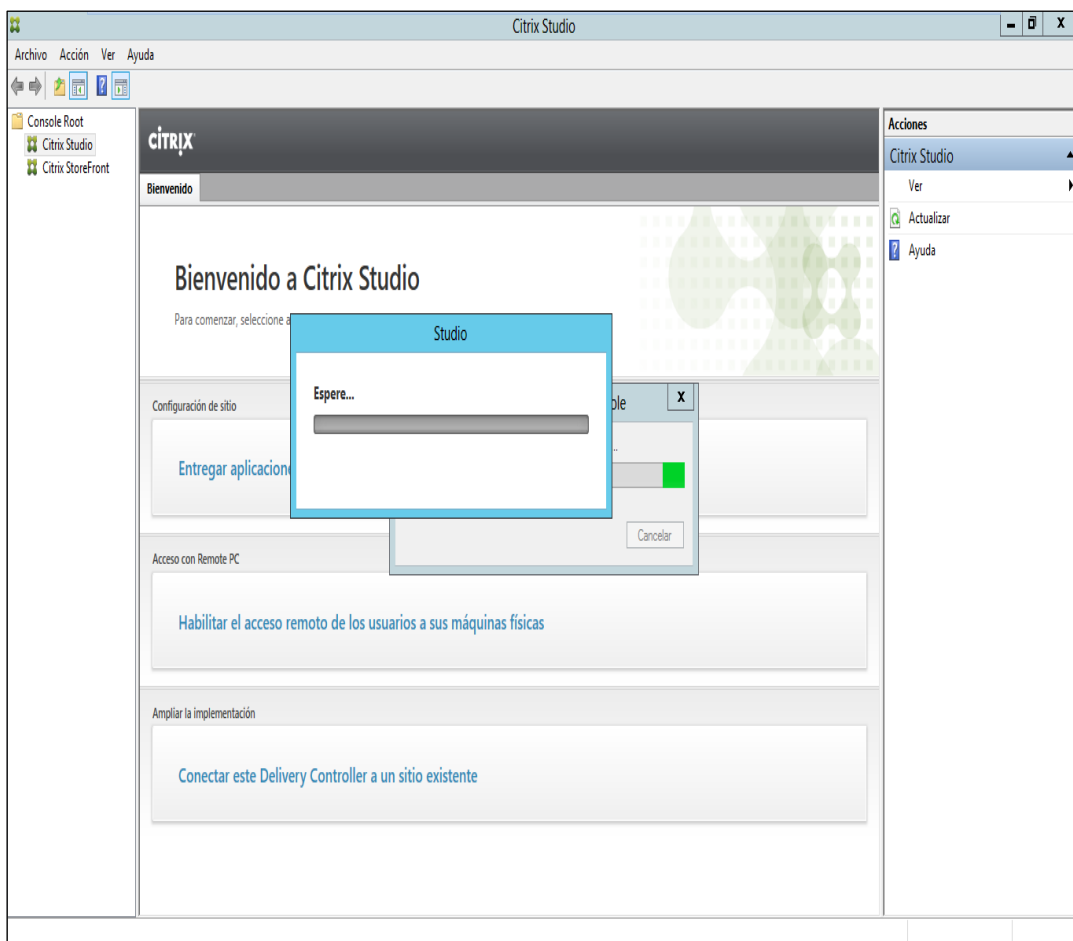 Citrix Studio
Archivo Acción Ver Ayuda
Console Root
Citrix Studio
Citrix StoreFront
CITRIX
Bienvenido
Bienvenido a Citrix Studio
Para comenzar, seleccione
Studio
Espere...
Configuración de sitio
Entregar
Cancelar
Acceso con Remote PC
Habilitar el acceso remoto de los usuarios a sus máquinas físicas
Ampliar la implementación
Conectar este Delivery Controller a un sitio existente
Acciones
Citrix Studio
Ver
Actualizar
Ayuda